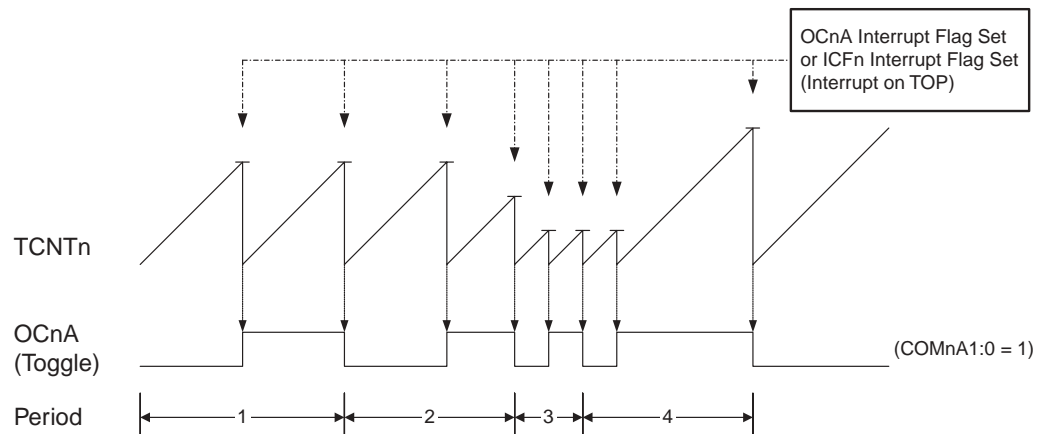 OCnA Interrupt Flag Set
or ICFn Interrupt Flag Set
(Interrupt on TOP)
TCNTn
OCnA
(Toggle)
(COMnA1:0 = 1)
Period
1
2
3
4